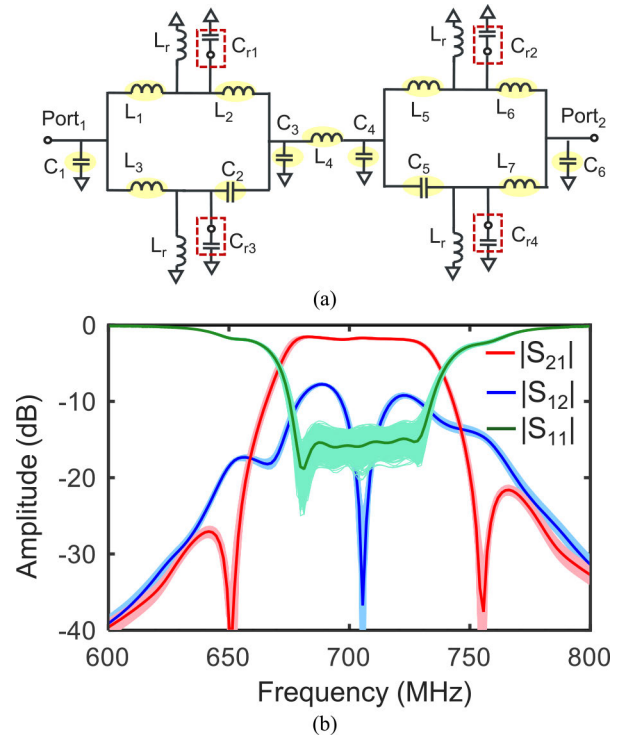 L_r C_r1 L_r C_r2
L_1 L_2 C_3 C_4 L_5 L_6
Port_1 L_4 Port_2
C_1 L_3 C_2 C_5 L_7 C_6
L_r C_r3 L_r C_r4
(a)
0
-10
-20
-30
-40
Amplitude (dB)
|S_21|
|S_12|
|S_11|
600 650 700 750 800
Frequency (MHz)
(b)